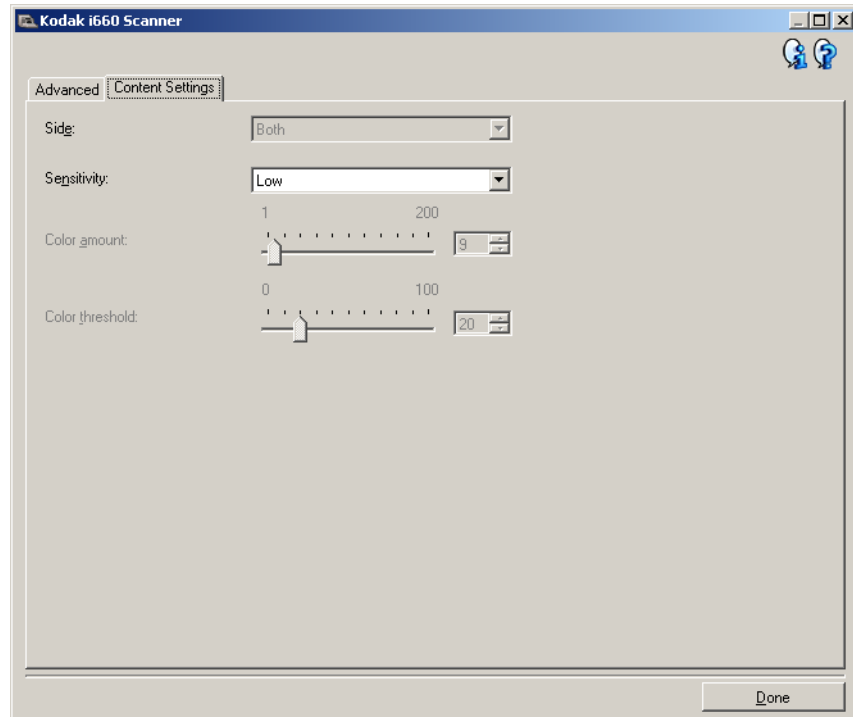 Kodak i660 Scanner
Advanced Content Settings
Side: Both
Sensitivity: Low
1 200
Color amount: 9
0 100
Color threshold: 20
Done